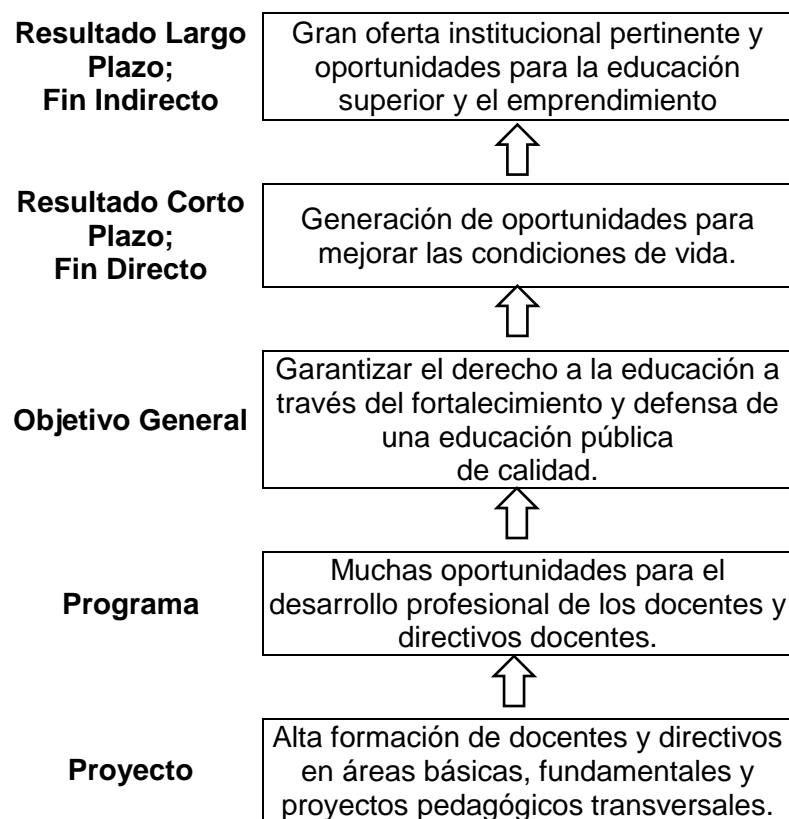 Resultado Largo
Plazo;
Fin Indirecto
Gran oferta institucional pertinente y
oportunidades para la educación
superior y el emprendimiento
Resultado Corto
Plazo;
Fin Directo
Generación de oportunidades para
mejorar las condiciones de vida.
Objetivo General
Garantizar el derecho a la educación a
través del fortalecimiento y defensa de
una educación pública
de calidad.
Programa
Muchas oportunidades para el
desarrollo profesional de los docentes y
directivos docentes.
Proyecto
Alta formación de docentes y directivos
en áreas básicas, fundamentales y
proyectos pedagógicos transversales.